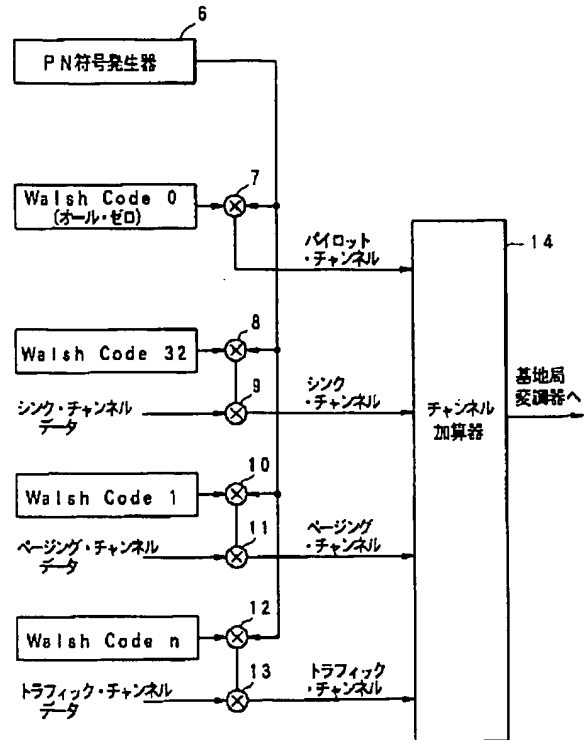 6
PN符号発生器
Walsh Code 0
(オール・ゼロ)
7
パイロット
・チャンネル
14
Walsh Code 32
8
シンク・チャンネル
データ
9
シンク
・チャンネル
チャンネル
加算器
基地局
変調器へ
Walsh Code 1
10
ページング・チャンネル
データ
11
ページング
・チャンネル
Walsh Code n
12
トラフィック・チャンネル
データ
13
トラフィック
・チャンネル